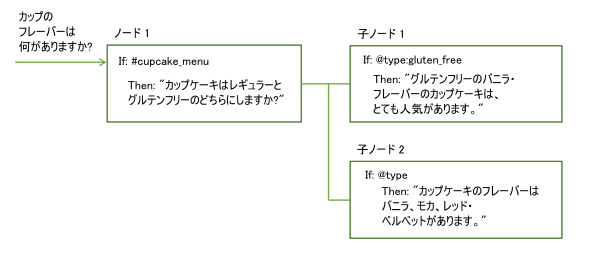 カップの
フレーバーは
何がありますか?
ノード 1
If: #cupcake_menu
Then: "カップケーキはレギュラーと
グルテンフリーのどちらにしますか?"
子ノード 1
If: @type:gluten_free
Then: "グルテンフリーのバニラ・
フレーバーのカップケーキは、
とても人気があります。"
子ノード 2
If: @type
Then: "カップケーキのフレーバーは
バニラ、モカ、レッド・
ベルベットがあります。"